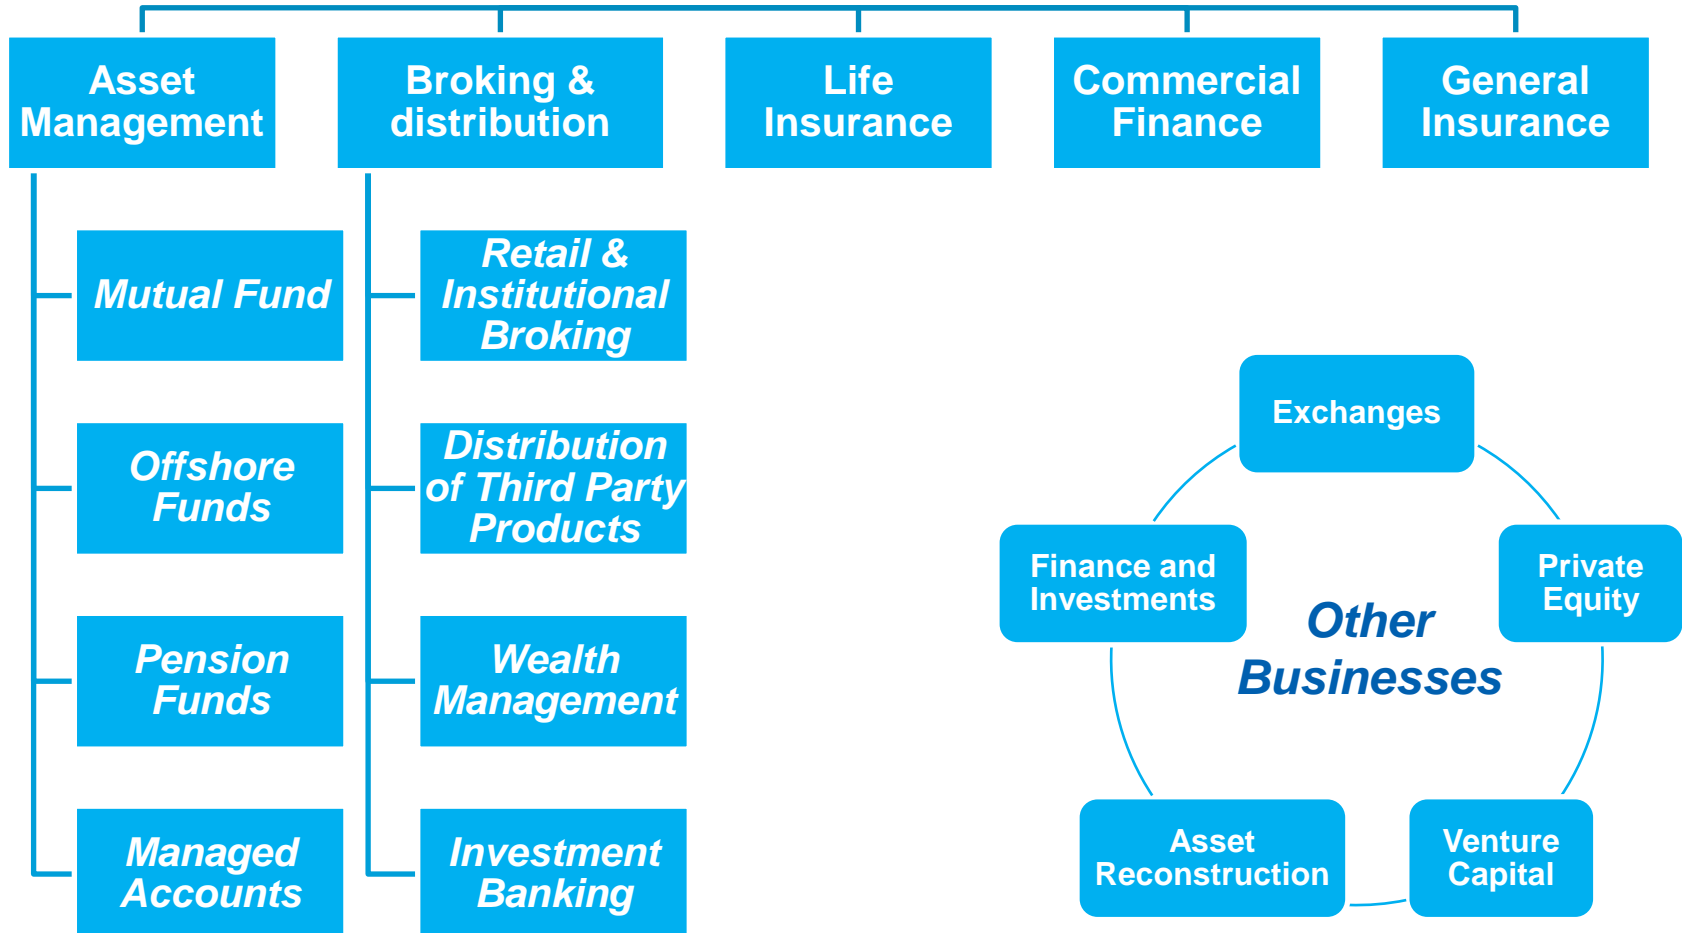 Asset
Management
Broking &
distribution
Life
Insurance
Commercial
Finance
General
Insurance
Mutual Fund
Offshore
Funds
Pension
Funds
Managed
Accounts
Retail &
Institutional
Broking
Distribution
of Third Party
Products
Wealth
Management
Investment
Banking
Exchanges
Finance and
Investments
Private
Equity
Other
Businesses
Asset
Reconstruction
Venture
Capital